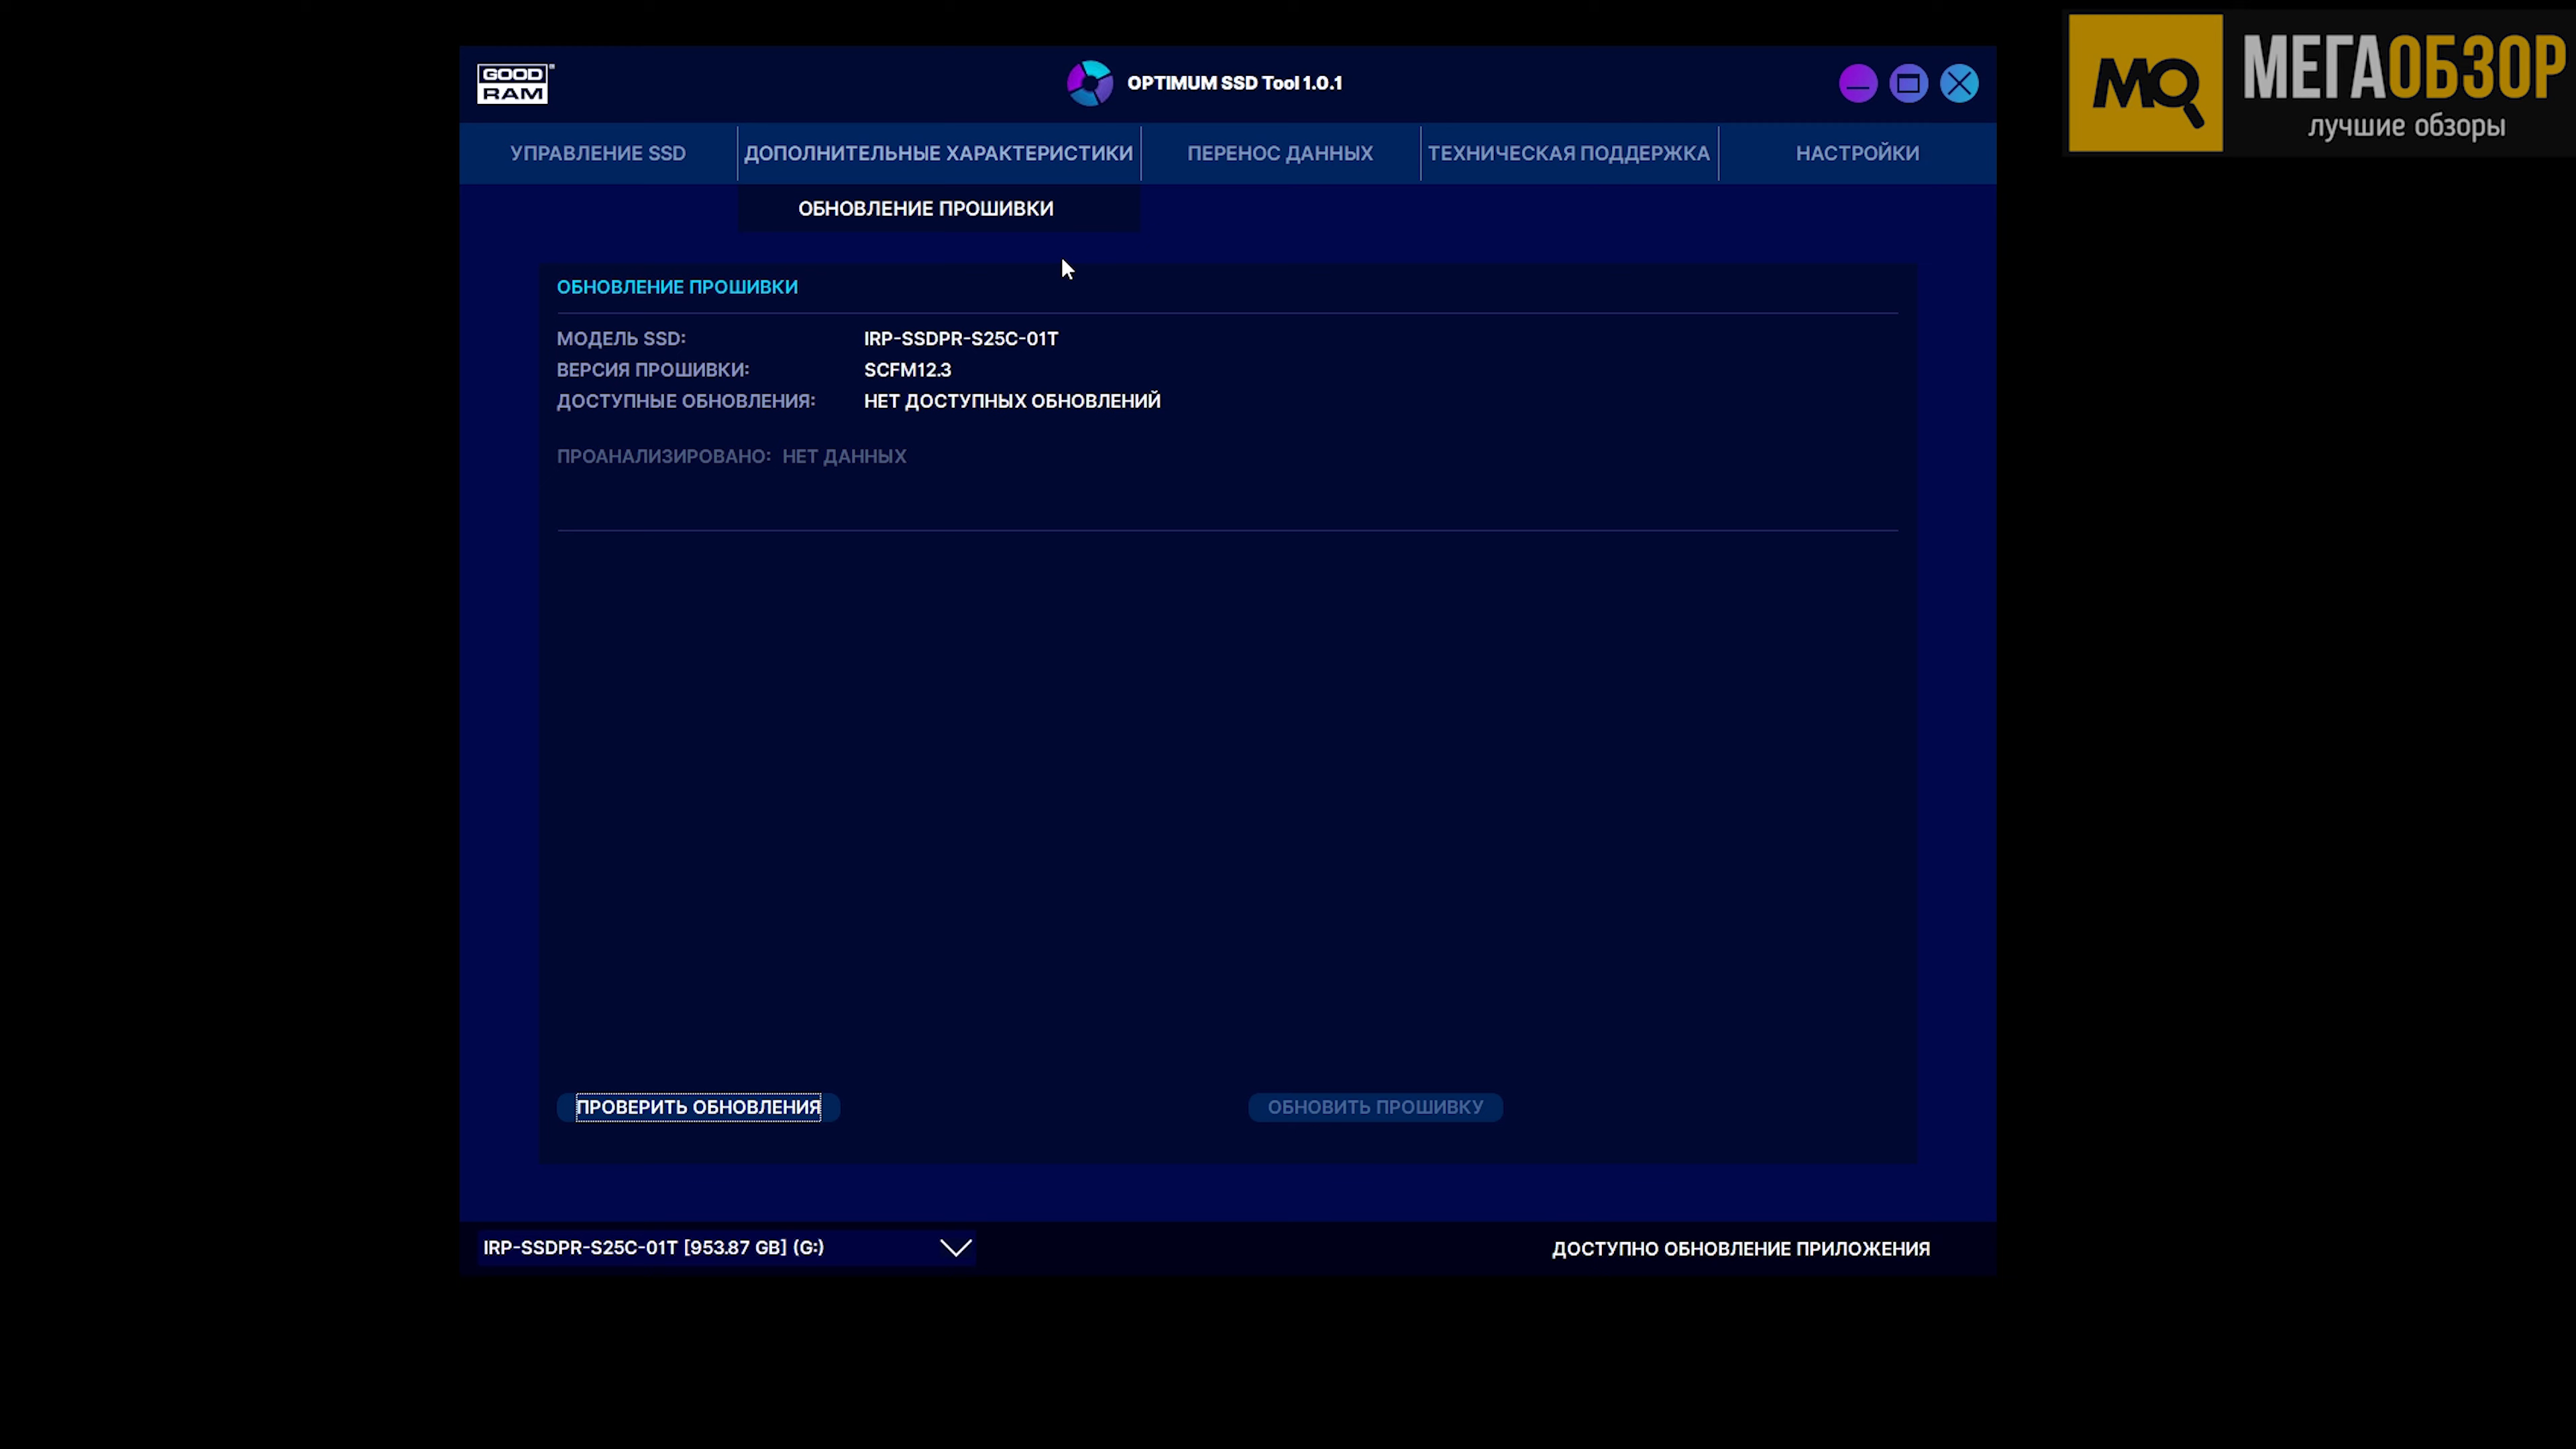 GOOD
RAM
OPTIMUM SSD Tool 1.0.1
МЕГАОБЗОР
лучшие обзоры
УПРАВЛЕНИЕ SSD
ДОПОЛНИТЕЛЬНЫЕ ХАРАКТЕРИСТИКИ
ПЕРЕНОС ДАННЫХ
ТЕХНИЧЕСКАЯ ПОДДЕРЖКА
НАСТРОЙКИ
ОБНОВЛЕНИЕ ПРОШИВКИ
ОБНОВЛЕНИЕ ПРОШИВКИ
МОДЕЛЬ SSD: IRP-SSDPR-S25C-01T
ВЕРСИЯ ПРОШИВКИ: SCFM12.3
ДОСТУПНЫЕ ОБНОВЛЕНИЯ: НЕТ ДОСТУПНЫХ ОБНОВЛЕНИЙ
ПРОАНАЛИЗИРОВАНО: НЕТ ДАННЫХ
ПРОВЕРИТЬ ОБНОВЛЕНИЯ
ОБНОВИТЬ ПРОШИВКУ
IRP-SSDPR-S25C-01T [953.87 GB] (G:)
ДОСТУПНО ОБНОВЛЕНИЕ ПРИЛОЖЕНИЯ